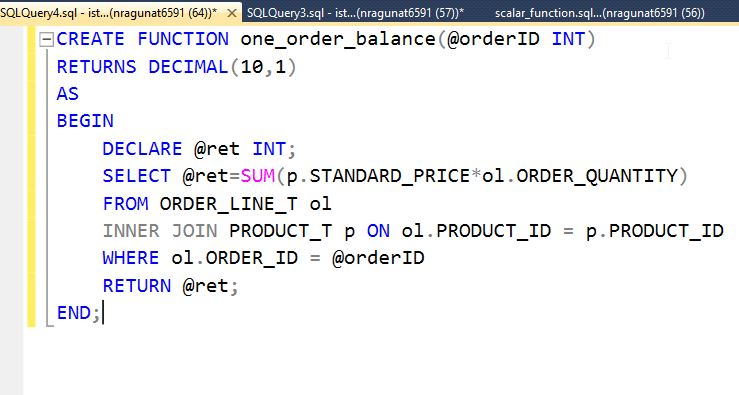 SQLQuery4.sql - ist...(nragunat6591 (64))* × SQLQuery3.sql - ist...(nragunat6591 (57))* scalar_function.sql...(nragunat6591 (56))
CREATE FUNCTION one_order_balance(@orderID INT)
RETURNS DECIMAL(10,1)
AS
BEGIN
DECLARE @ret INT;
SELECT @ret=SUM(p.STANDARD_PRICE*ol.ORDER_QUANTITY)
FROM ORDER_LINE_T ol
INNER JOIN PRODUCT_T p ON ol.PRODUCT_ID = p.PRODUCT_ID
WHERE ol.ORDER_ID = @orderID
RETURN @ret;
END;